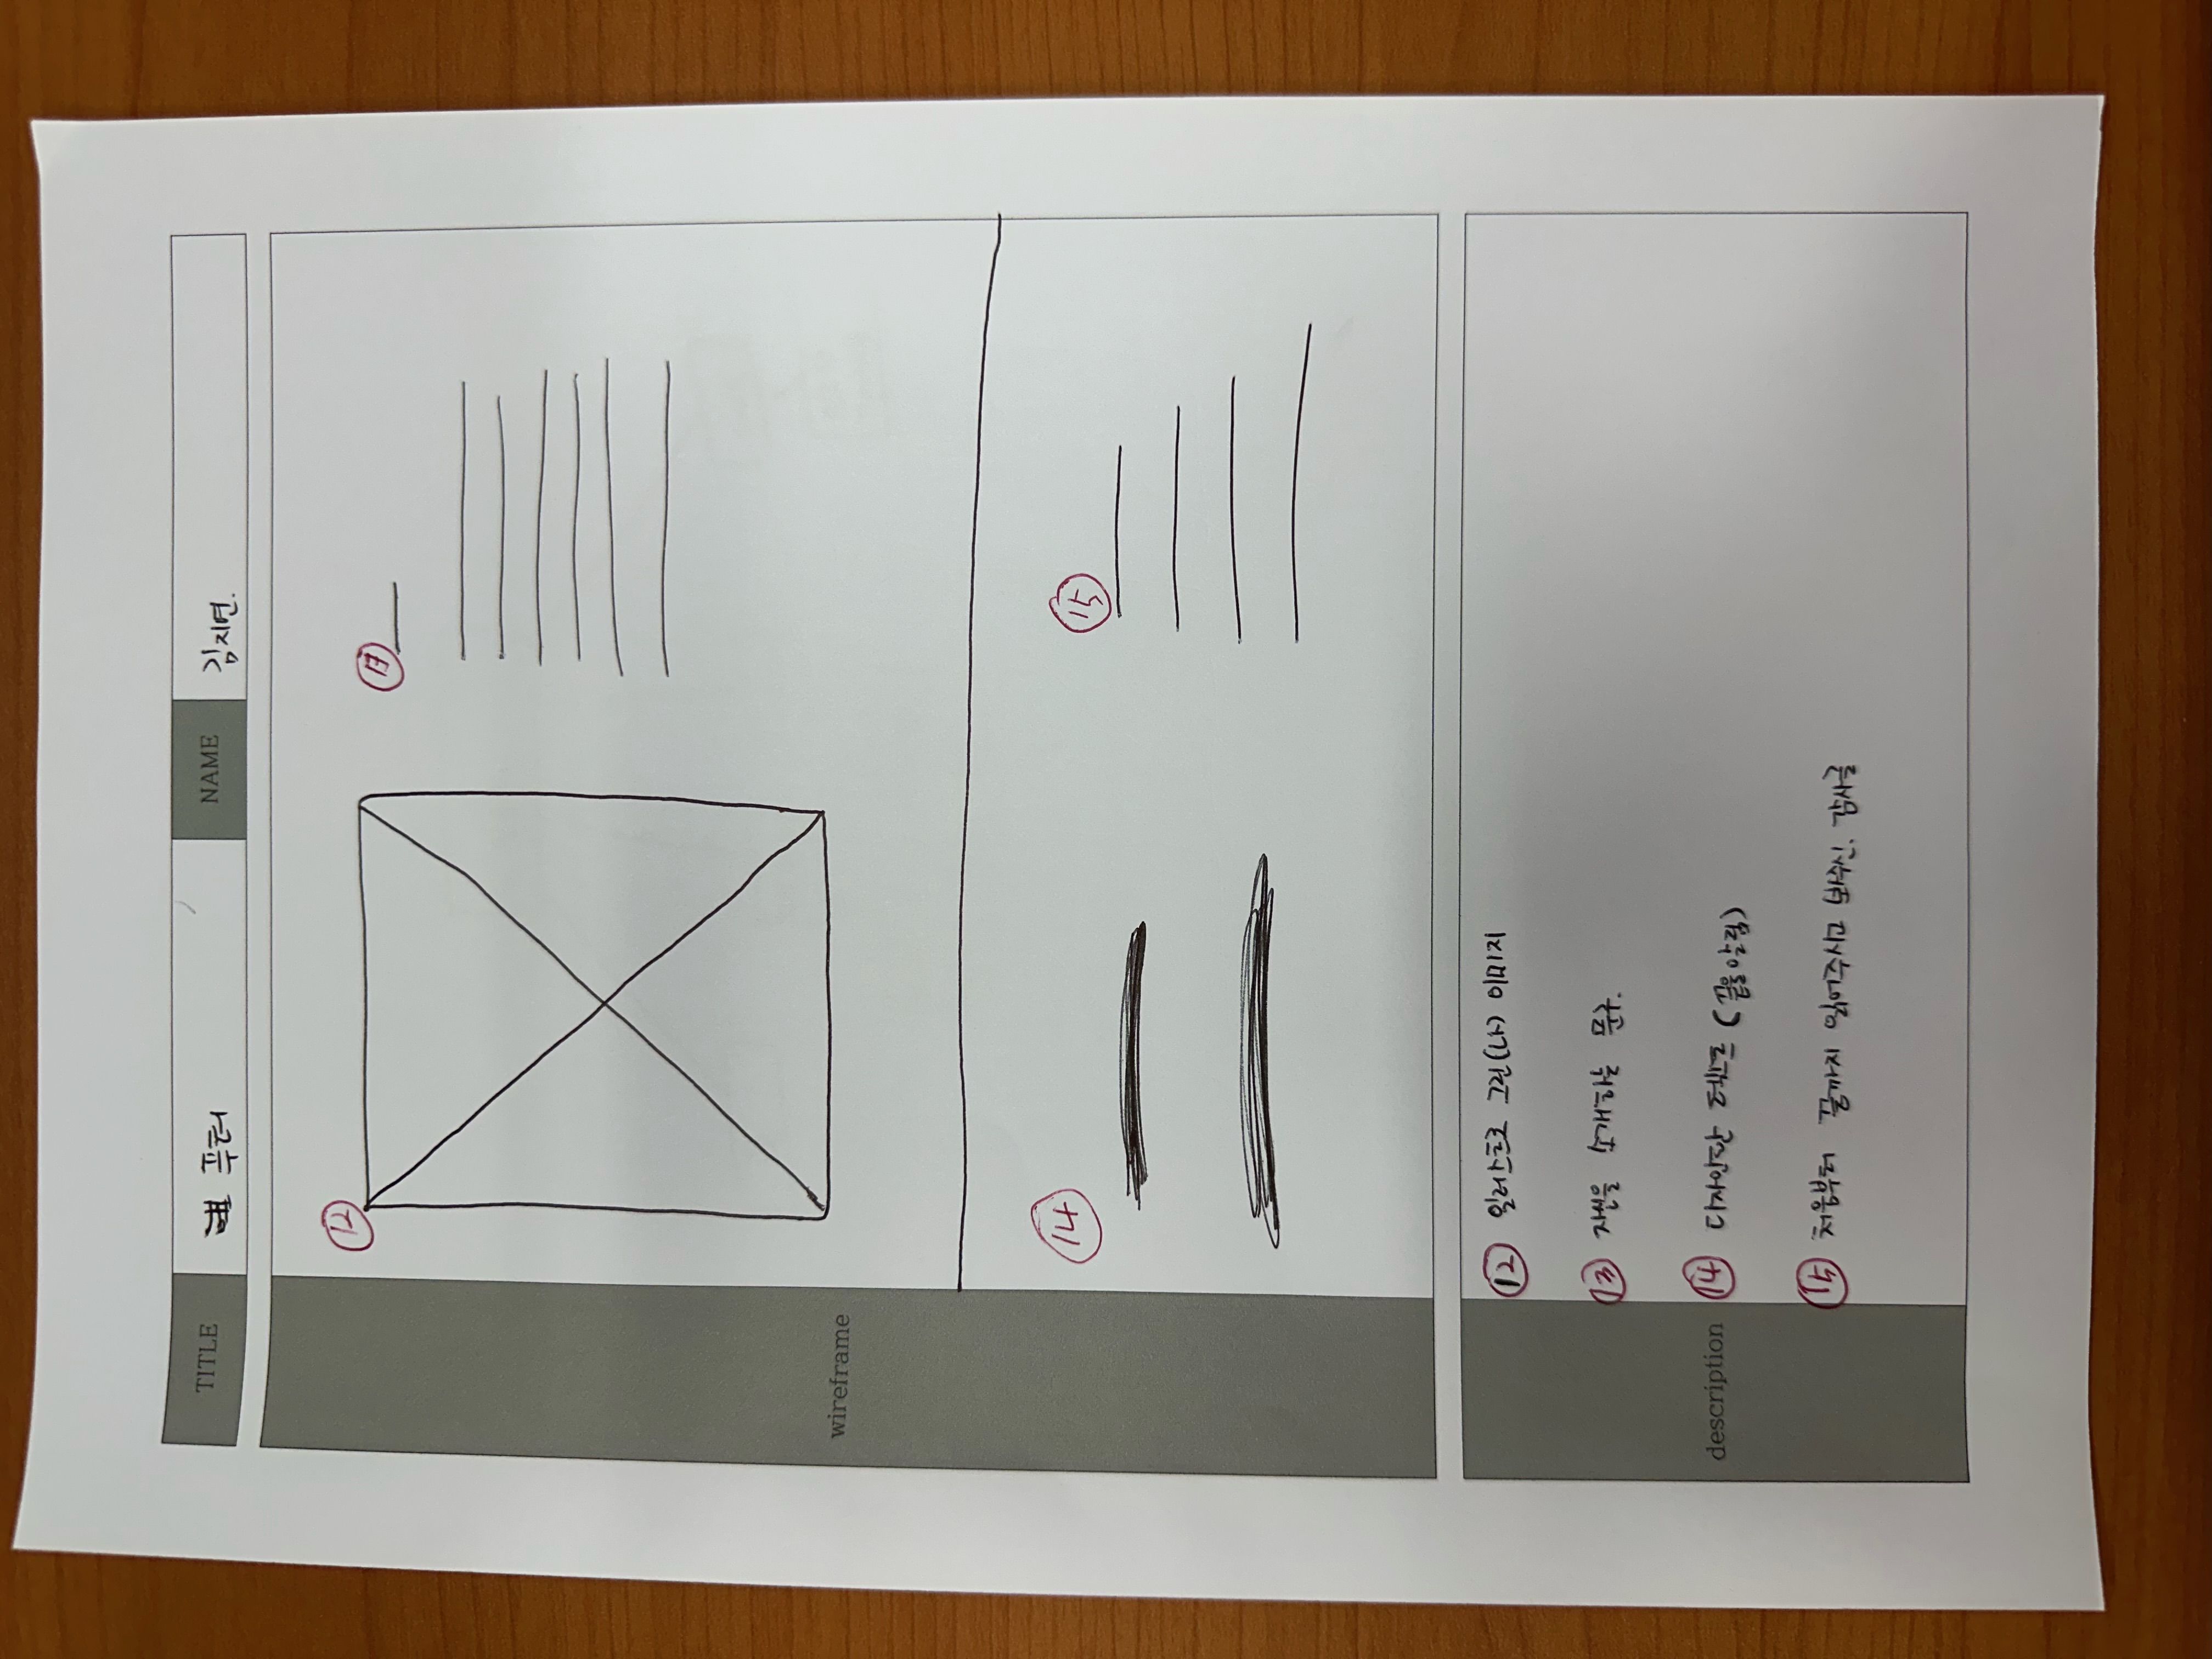 TITLE 푸터 NAME 김지연.
⑫
⑬
wireframe
⑭
⑮
⑫ 일러스트로 그린(나) 이미지
⑬ 자신을 소개하는 문구.
description
⑭ 디자인한 텍스트 (끝을 알림)
⑮ 처음부터 끝까지 읽어주시고 봐주신. 감사글